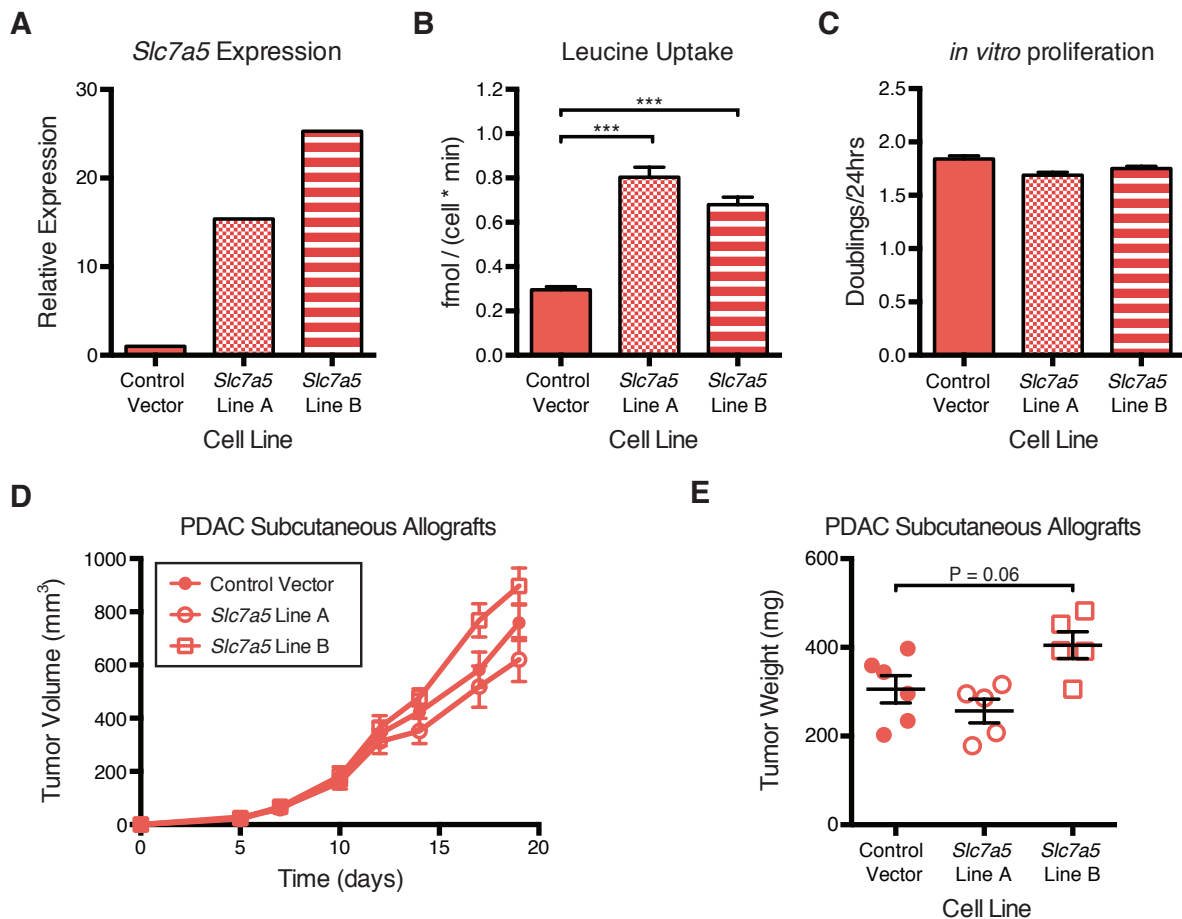 A
Slc7a5 Expression
30
20
10
0
Relative Expression
Control Vector
Slc7a5 Line A
Slc7a5 Line B
Cell Line
B
Leucine Uptake
1.2
1.0
0.8
0.6
0.4
0.2
0.0
fmol / (cell * min)
***
***
Control Vector
Slc7a5 Line A
Slc7a5 Line B
Cell Line
C
in vitro proliferation
2.5
2.0
1.5
1.0
0.5
0.0
Doublings/24hrs
Control Vector
Slc7a5 Line A
Slc7a5 Line B
Cell Line
D
PDAC Subcutaneous Allografts
1000
800
600
400
200
0
Tumor Volume (mm³)
Control Vector
Slc7a5 Line A
Slc7a5 Line B
0 5 10 15 20
Time (days)
E
PDAC Subcutaneous Allografts
600
400
200
0
Tumor Weight (mg)
P = 0.06
Control Vector
Slc7a5 Line A
Slc7a5 Line B
Cell Line